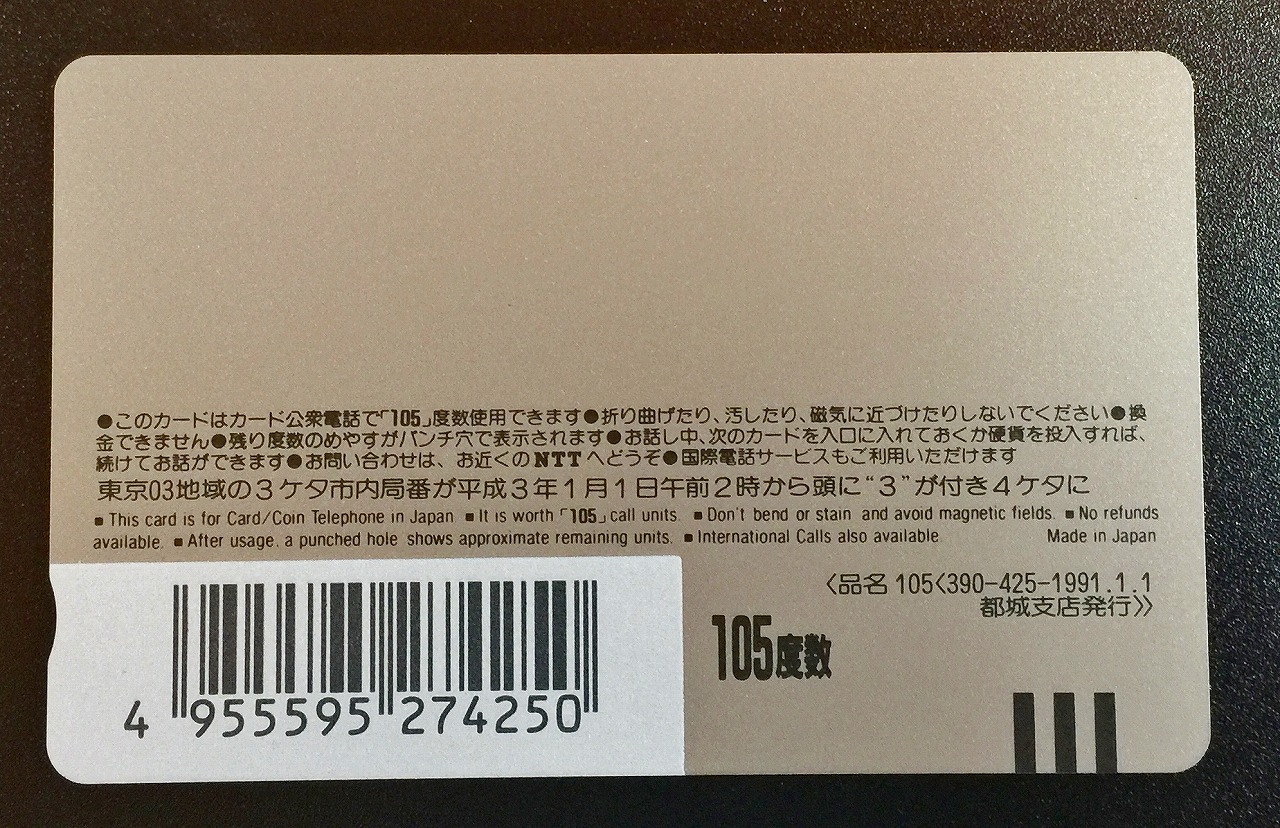 ●このカードはカード公衆電話で「105」度数使用できます●折り曲げたり、汚したり、磁気に近づけたりしないでください●換
金できません●残り度数のめやすがパンチ穴で表示されます●お話し中、次のカードを入口に入れておくか硬貨を投入すれば、
続けてお話ができます●お問い合わせは、お近くのNTTへどうぞ●国際電話サービスもご利用いただけます
東京03地域の3ケタ市内局番が平成3年1月1日午前2時から頭に“3”が付き4ケタに
■This card is for Card/Coin Telephone in Japan ■It is worth「105」call units. ■Don't bend or stain and avoid magnetic fields. ■No refunds
available. ■After usage, a punched hole shows approximate remaining units. ■International Calls also available. Made in Japan
〈品名 105〈390-425-1991.1.1
都城支店発行〉〉
105度数
4 955595 274250